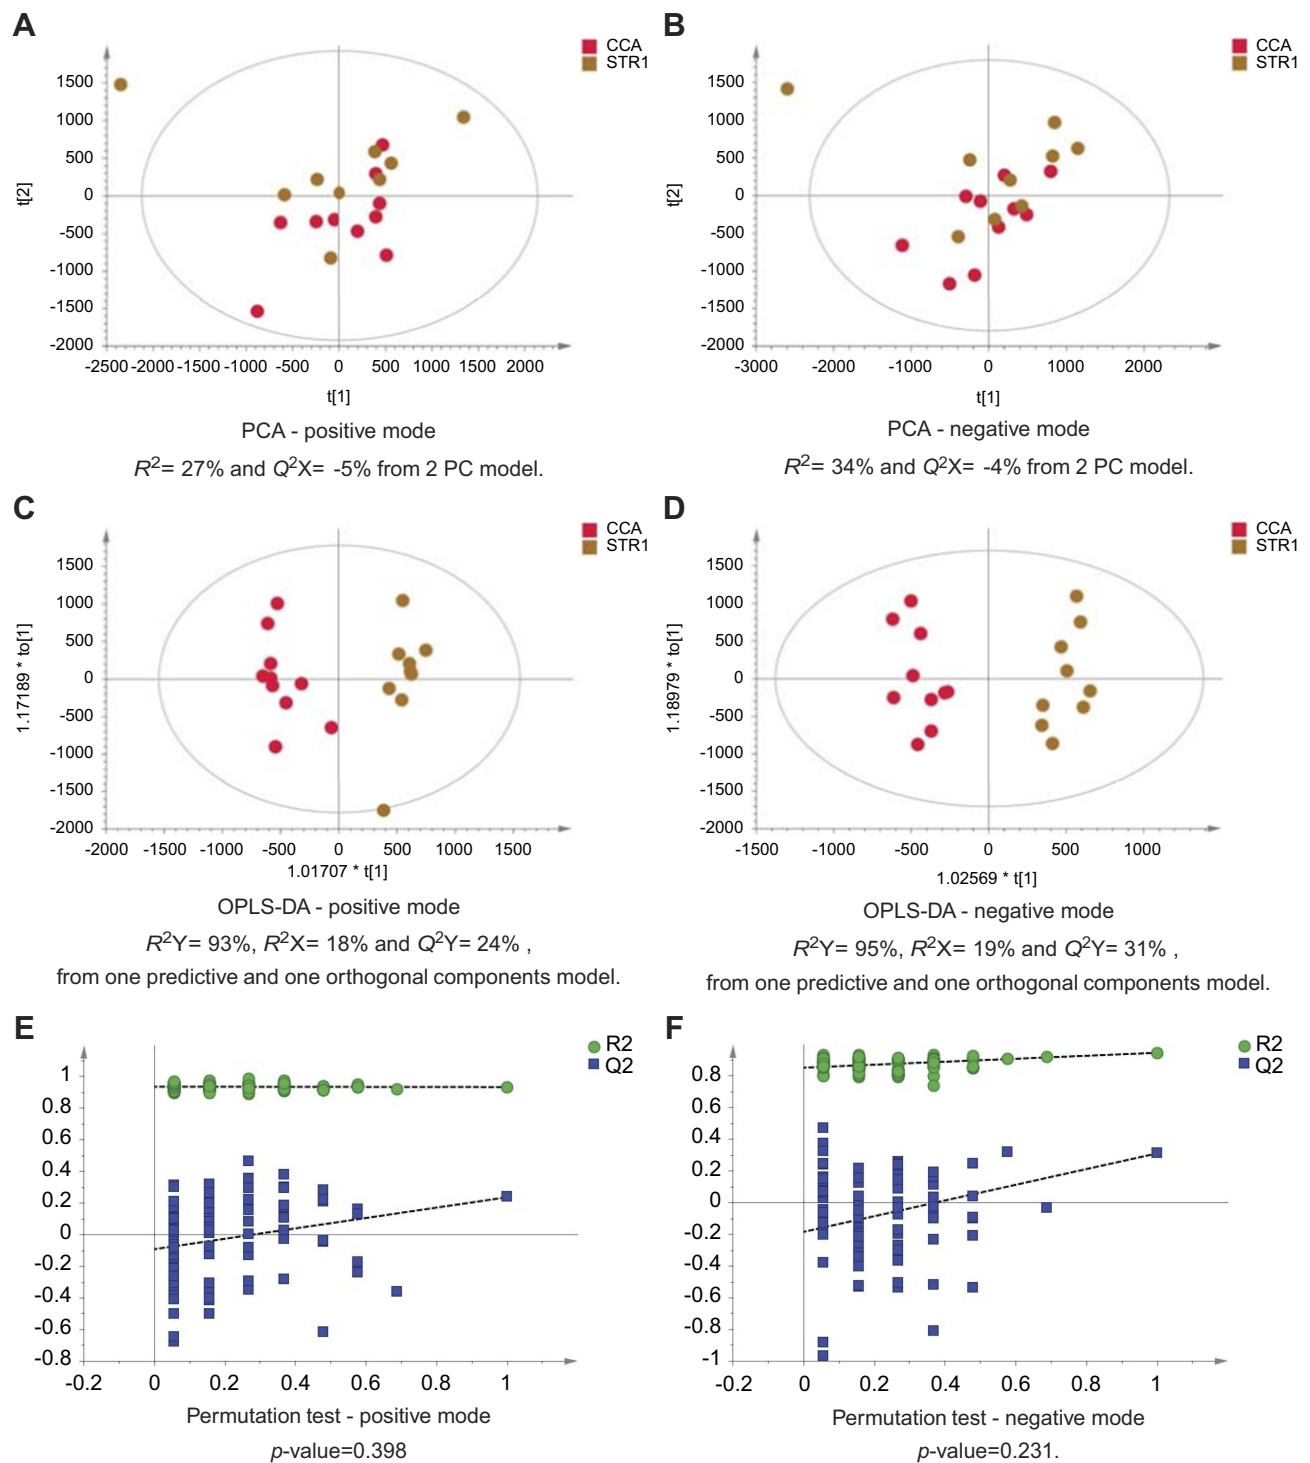 A
CCA
STR1
1500
1000
500
0
-500
-1000
-1500
-2000
t[2]
-2500 -2000 -1500 -1000 -500 0 500 1000 1500 2000
t[1]
PCA - positive mode
R²= 27% and Q²X= -5% from 2 PC model.
B
CCA
STR1
1500
1000
500
0
-500
-1000
-1500
-2000
t[2]
-3000 -2000 -1000 0 1000 2000
t[1]
PCA - negative mode
R²= 34% and Q²X= -4% from 2 PC model.
C
CCA
STR1
1500
1000
500
0
-500
-1000
-1500
-2000
1.17189 * to[1]
-2000 -1500 -1000 -500 0 500 1000 1500
1.01707 * t[1]
OPLS-DA - positive mode
R²Y= 93%, R²X= 18% and Q²Y= 24% ,
from one predictive and one orthogonal components model.
D
CCA
STR1
1500
1000
500
0
-500
-1000
-1500
-2000
1.18979 * to[1]
-1500 -1000 -500 0 500 1000
1.02569 * t[1]
OPLS-DA - negative mode
R²Y= 95%, R²X= 19% and Q²Y= 31% ,
from one predictive and one orthogonal components model.
E
R2
Q2
1
0.8
0.6
0.4
0.2
0
-0.2
-0.4
-0.6
-0.8
-0.2 0 0.2 0.4 0.6 0.8 1
Permutation test - positive mode
p-value=0.398
F
R2
Q2
0.8
0.6
0.4
0.2
0
-0.2
-0.4
-0.6
-0.8
-1
-0.2 0 0.2 0.4 0.6 0.8 1
Permutation test - negative mode
p-value=0.231.